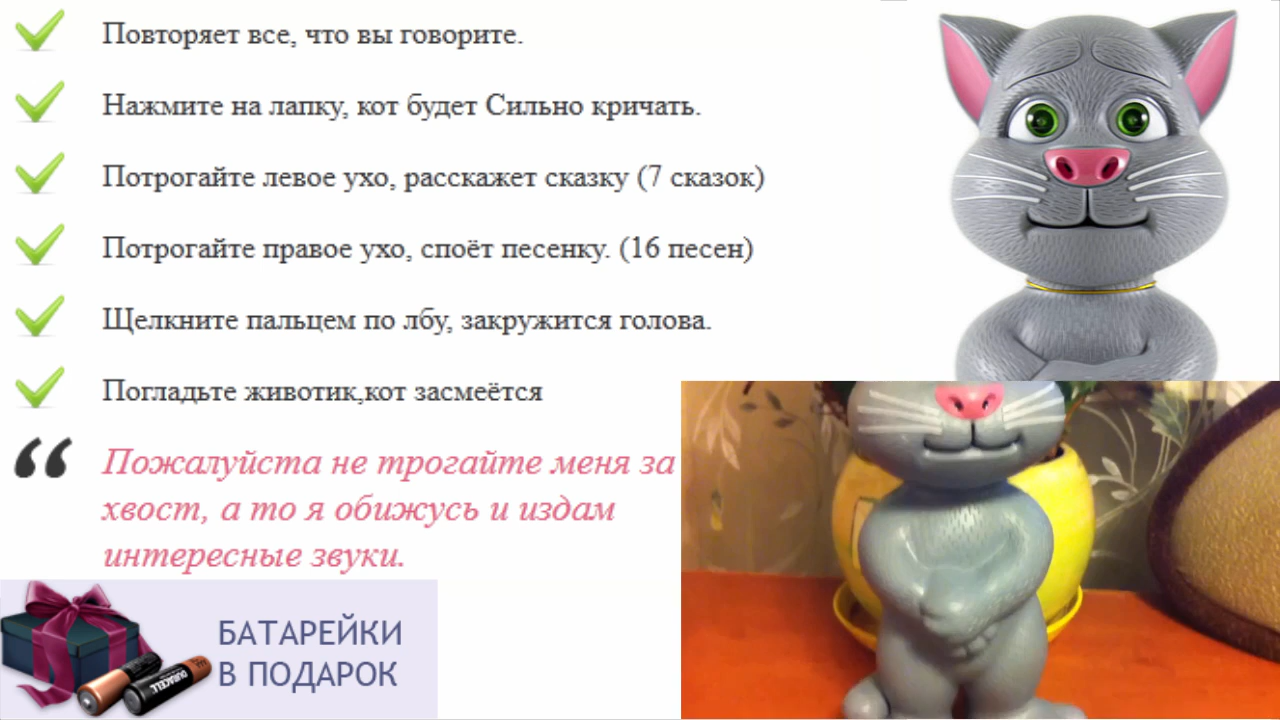 Повторяет все, что вы говорите.
Нажмите на лапку, кот будет Сильно кричать.
Потрогайте левое ухо, расскажет сказку (7 сказок)
Потрогайте правое ухо, споёт песенку. (16 песен)
Щелкните пальцем по лбу, закружится голова.
Погладьте животик,кот засмеётся
“ Пожалуйста не трогайте меня за
хвост, а то я обижусь и издам
интересные звуки.
БАТАРЕЙКИ
В ПОДАРОК
DURACELL